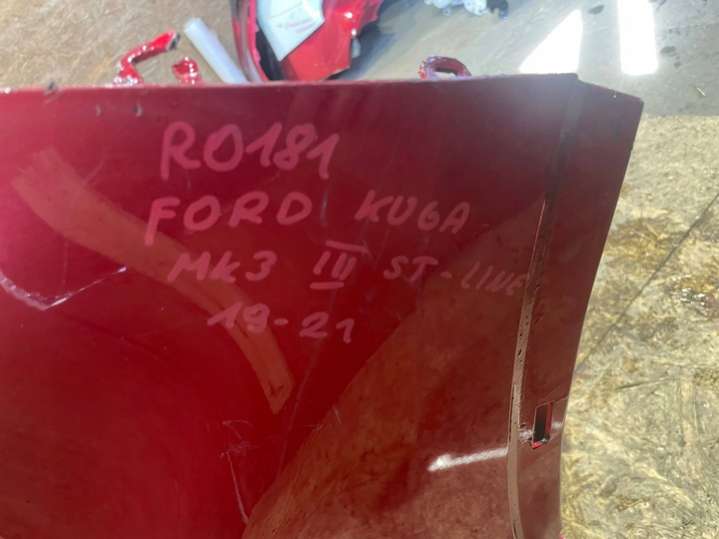 RO181
FORD KUGA
MK3 III ST-LINE
19-21